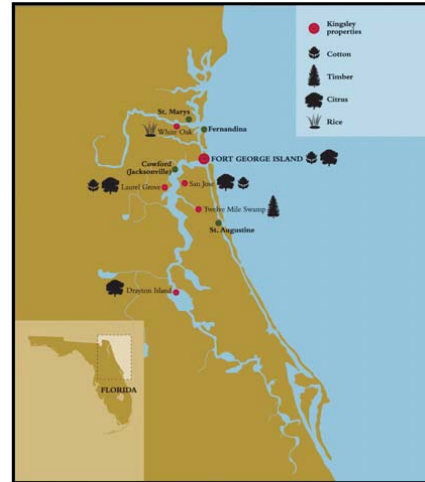 Kingsley
properties
Cotton
Timber
Citrus
Rice
St. Marys
White Oak
Fernandina
FORT GEORGE ISLAND
Cowford
(Jacksonville)
Laurel Grove
San Jose
Twelve Mile Swamp
St. Augustine
Drayton Island
FLORIDA